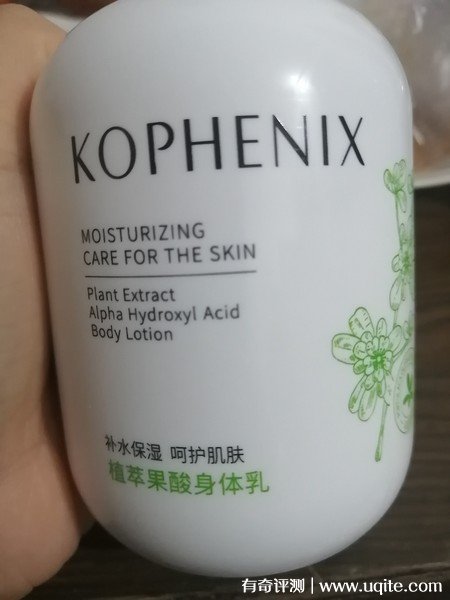 KOPHENIX
MOISTURIZING
CARE FOR THE SKIN
Plant Extract
Alpha Hydroxyl Acid
Body Lotion
补水保湿 呵护肌肤
植萃果酸身体乳
有奇评测 | www.uqite.com